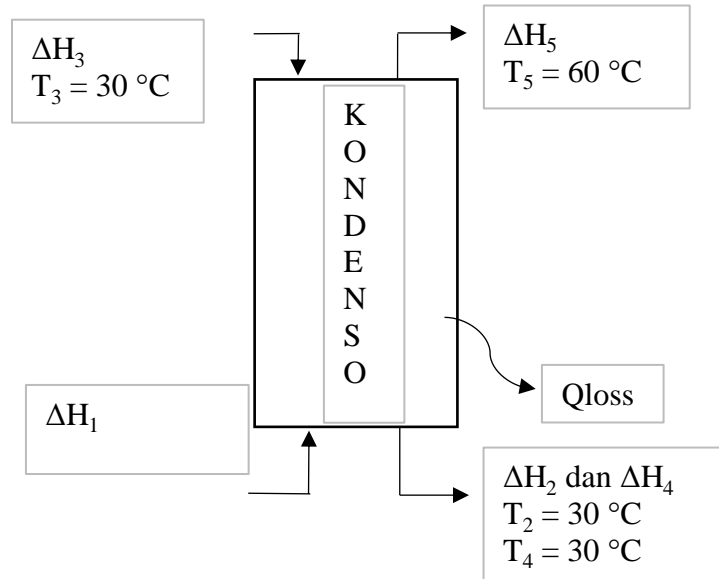 ΔH₃
T₃ = 30 °C
ΔH₅
T₅ = 60 °C
K
O
N
D
E
N
S
O
ΔH₁
Qloss
ΔH₂ dan ΔH₄
T₂ = 30 °C
T₄ = 30 °C